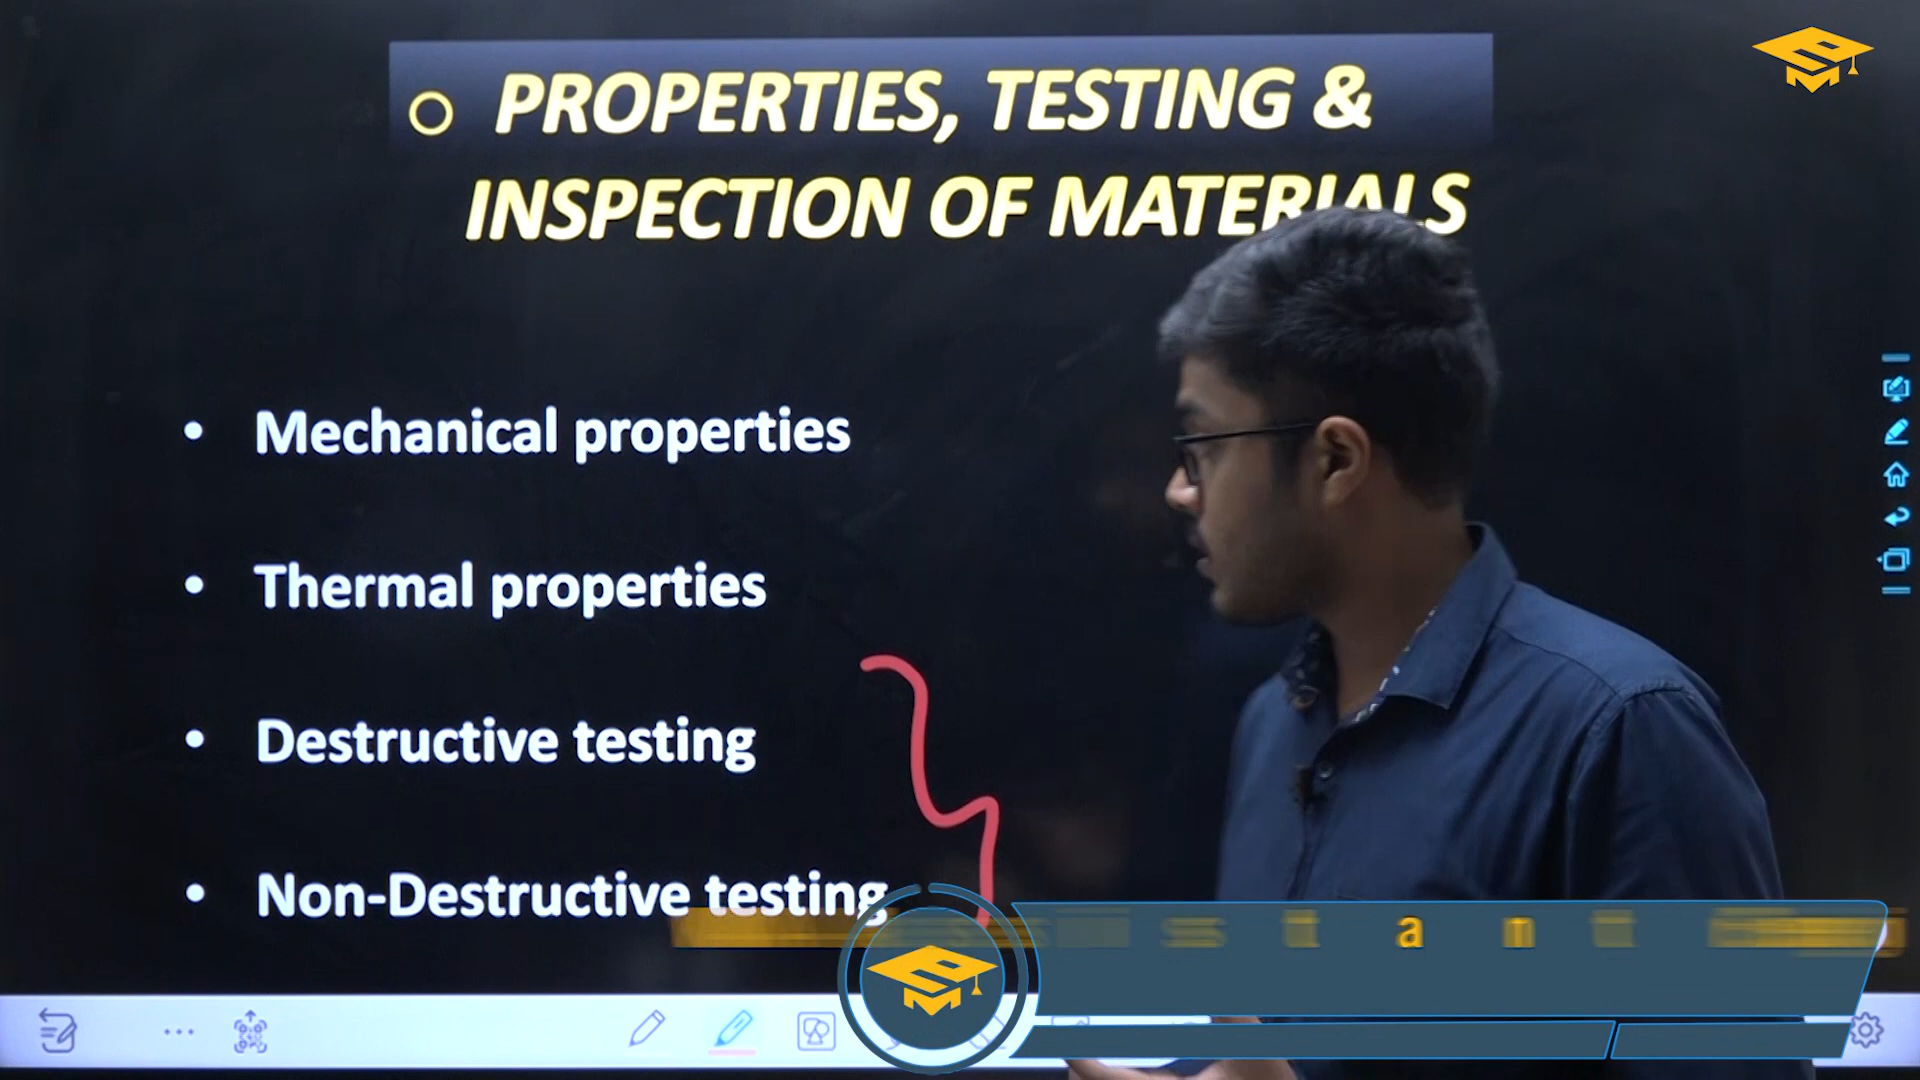 PROPERTIES, TESTING &
INSPECTION OF MATERIALS
• Mechanical properties
• Thermal properties
• Destructive testing
• Non-Destructive testing